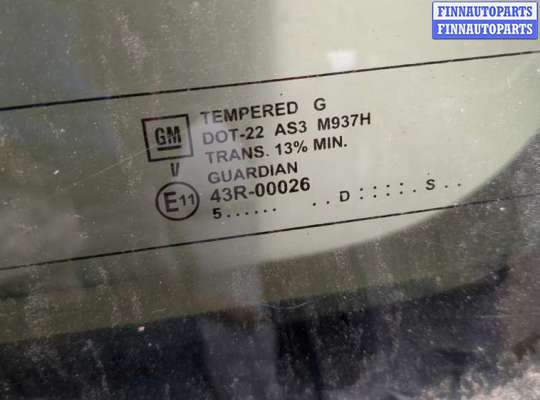 FINNAUTOPARTS
FINNAUTOPARTS
GM
TEMPERED G
DOT-22 AS3 M937H
TRANS. 13% MIN.
V
GUARDIAN
E11
43R-00026
5 . . . . . . . . D : : : : . S . .